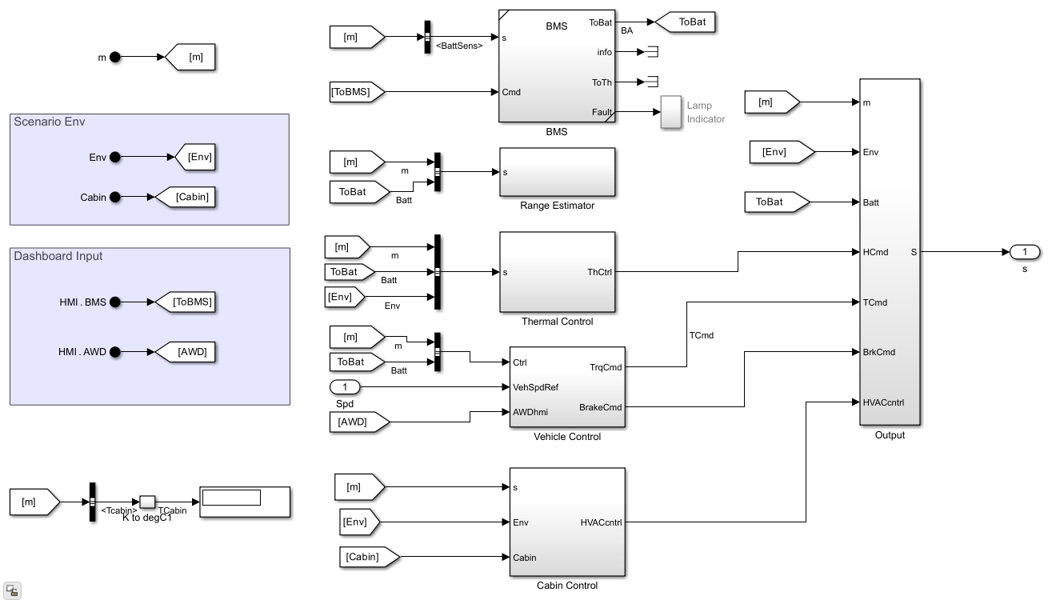 m
[m]
Scenario Env
Env
[Env]
Cabin
[Cabin]
Dashboard Input
HMI . BMS
[ToBMS]
HMI . AWD
[AWD]
[m]
<Tcabin>
K to degC1
TCabin
[m]
<BattSens>
[ToBMS]
s
Cmd
BMS
ToBat
info
ToTh
Fault
BMS
BA
ToBat
Lamp
Indicator
[m]
m
ToBat
Batt
s
Range Estimator
[m]
m
ToBat
Batt
[Env]
Env
s
ThCtrl
Thermal Control
[m]
m
ToBat
Batt
1
Spd
[AWD]
Ctrl
VehSpdRef
AWDhmi
TrqCmd
BrakeCmd
Vehicle Control
TCmd
[m]
[Env]
[Cabin]
s
Env
Cabin
HVACcntrl
Cabin Control
[m]
[Env]
ToBat
m
Env
Batt
HCmd
TCmd
BrkCmd
HVACcntrl
S
Output
1
s